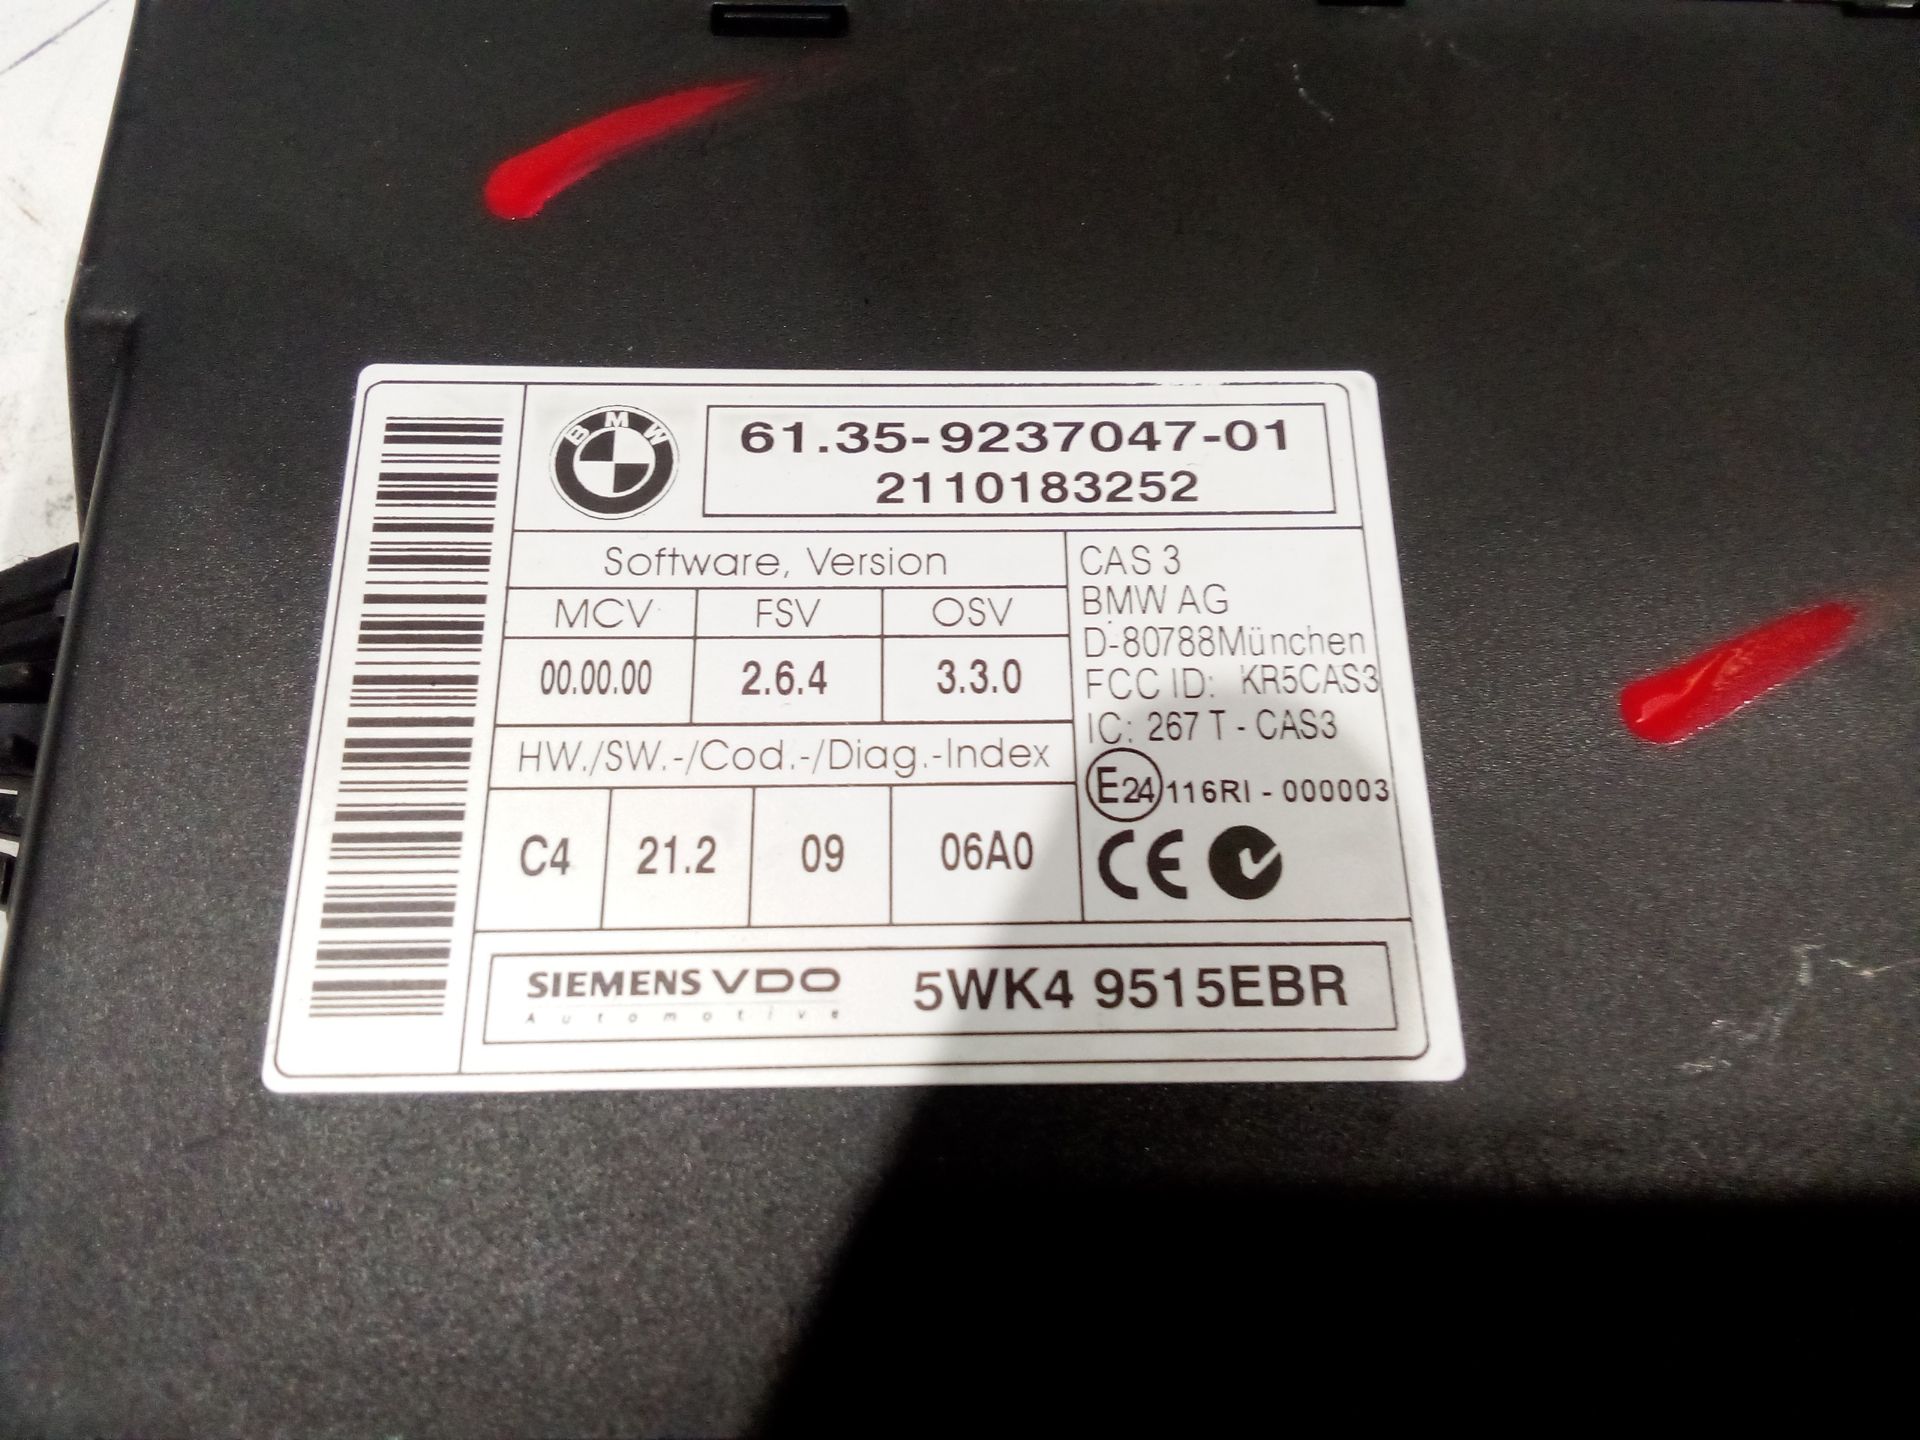 BMW
61.35-9237047-01
2110183252
Software, Version
MCV FSV OSV
00.00.00 2.6.4 3.3.0
HW./SW.-/Cod.-/Diag.-Index
C4 21.2 09 06A0
CAS 3
BMW AG
D-80788München
FCC ID: KR5CAS3
IC: 267 T - CAS3
E24 116RI - 000003
CE
SIEMENS VDO
Automotive
5WK4 9515EBR